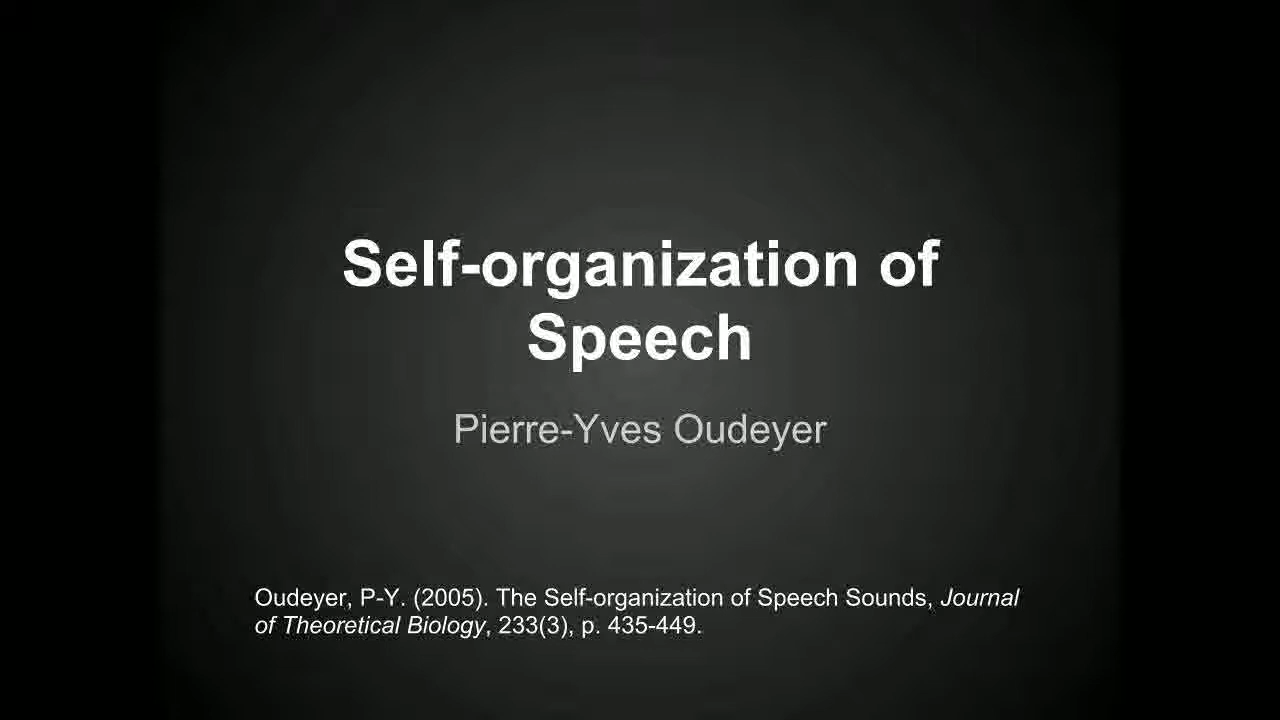 Self-organization of
Speech
Pierre-Yves Oudeyer
Oudeyer, P-Y. (2005). The Self-organization of Speech Sounds, Journal
of Theoretical Biology, 233(3), p. 435-449.